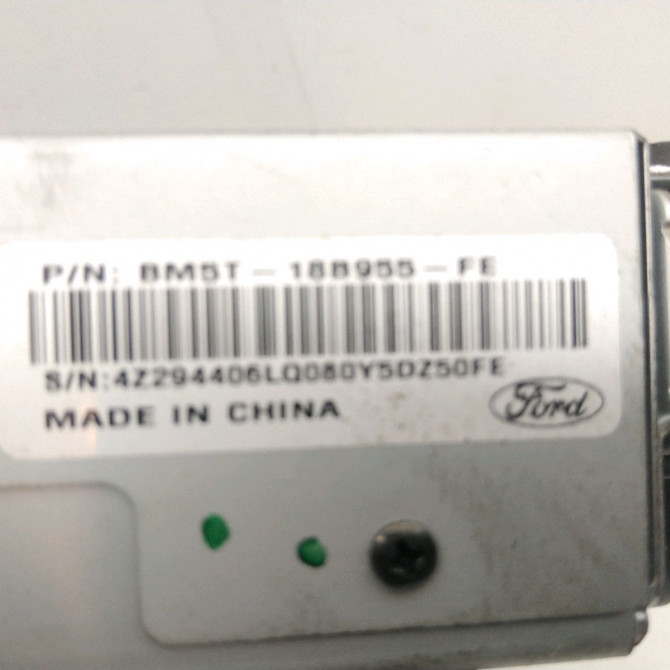 P/N: BM5T-18B955-FE
S/N:4Z294406LQ080Y5DZ50FE
MADE IN CHINA
Ford